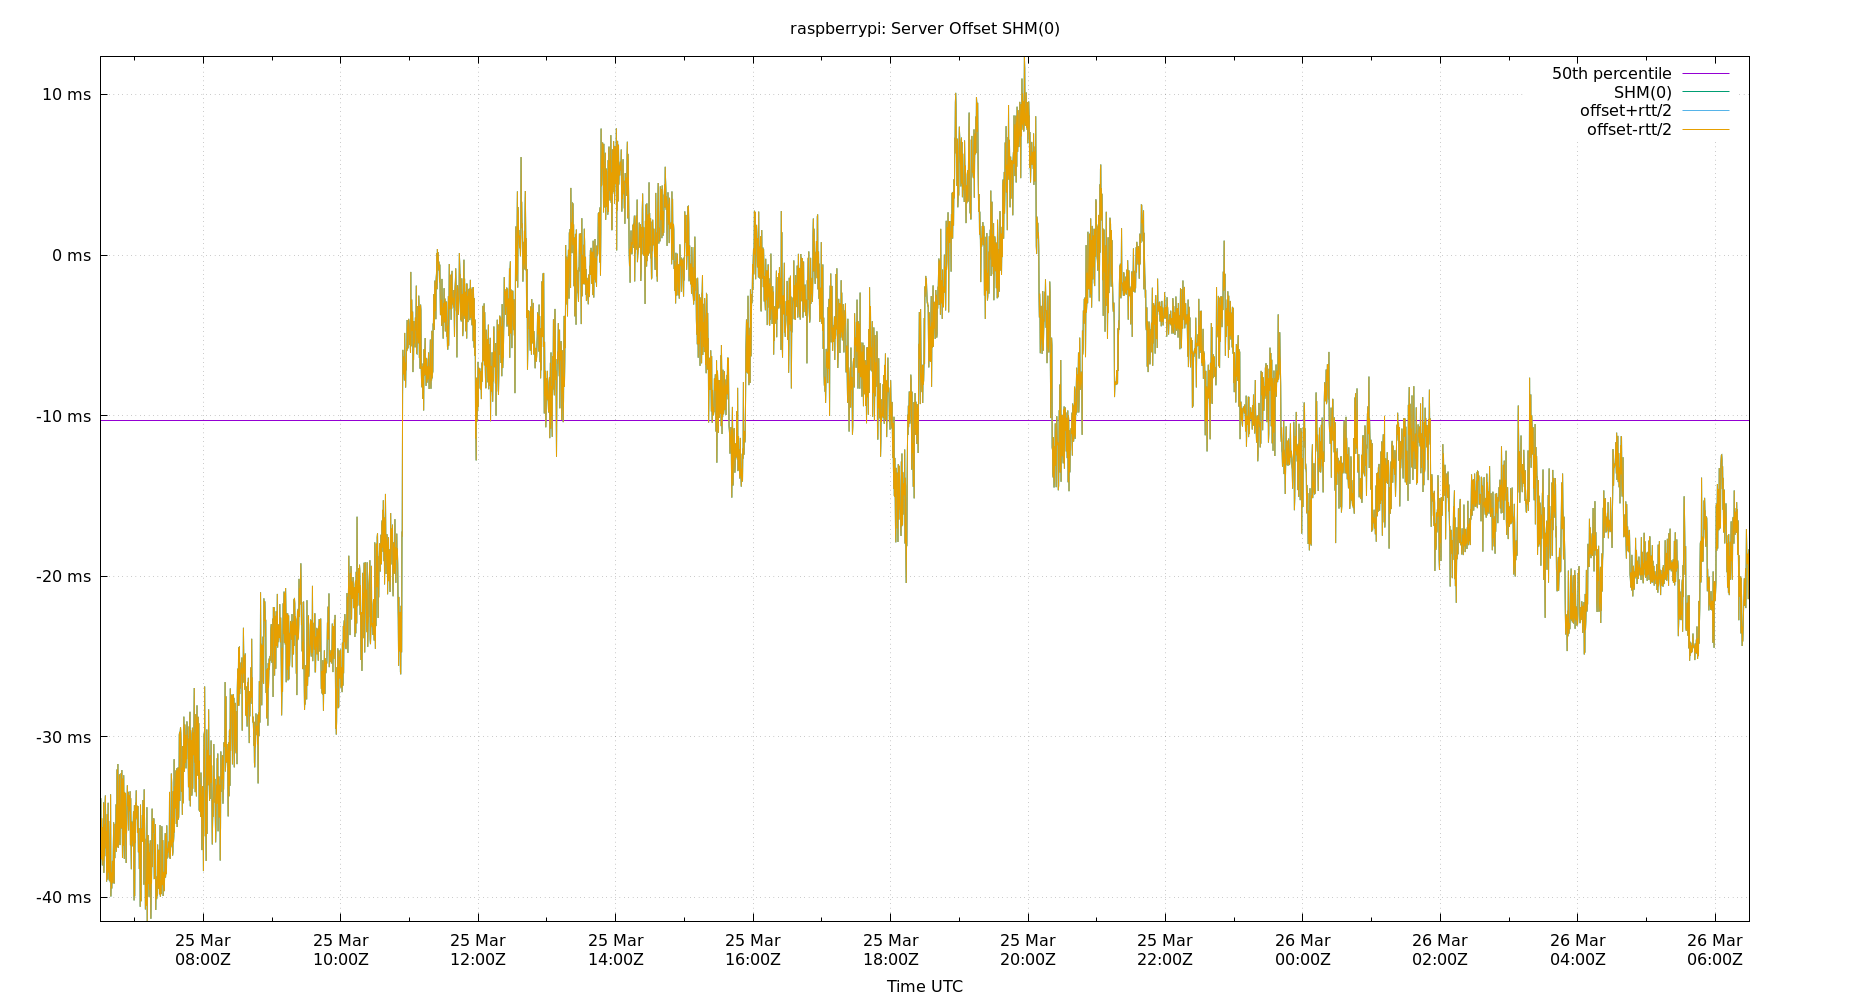 raspberrypi: Server Offset SHM(0)
50th percentile
SHM(0)
offset+rtt/2
offset-rtt/2
10 ms
0 ms
-10 ms
-20 ms
-30 ms
-40 ms
25 Mar 25 Mar 25 Mar 25 Mar 25 Mar 25 Mar 25 Mar 25 Mar 26 Mar 26 Mar 26 Mar 26 Mar
08:00Z 10:00Z 12:00Z 14:00Z 16:00Z 18:00Z 20:00Z 22:00Z 00:00Z 02:00Z 04:00Z 06:00Z
Time UTC